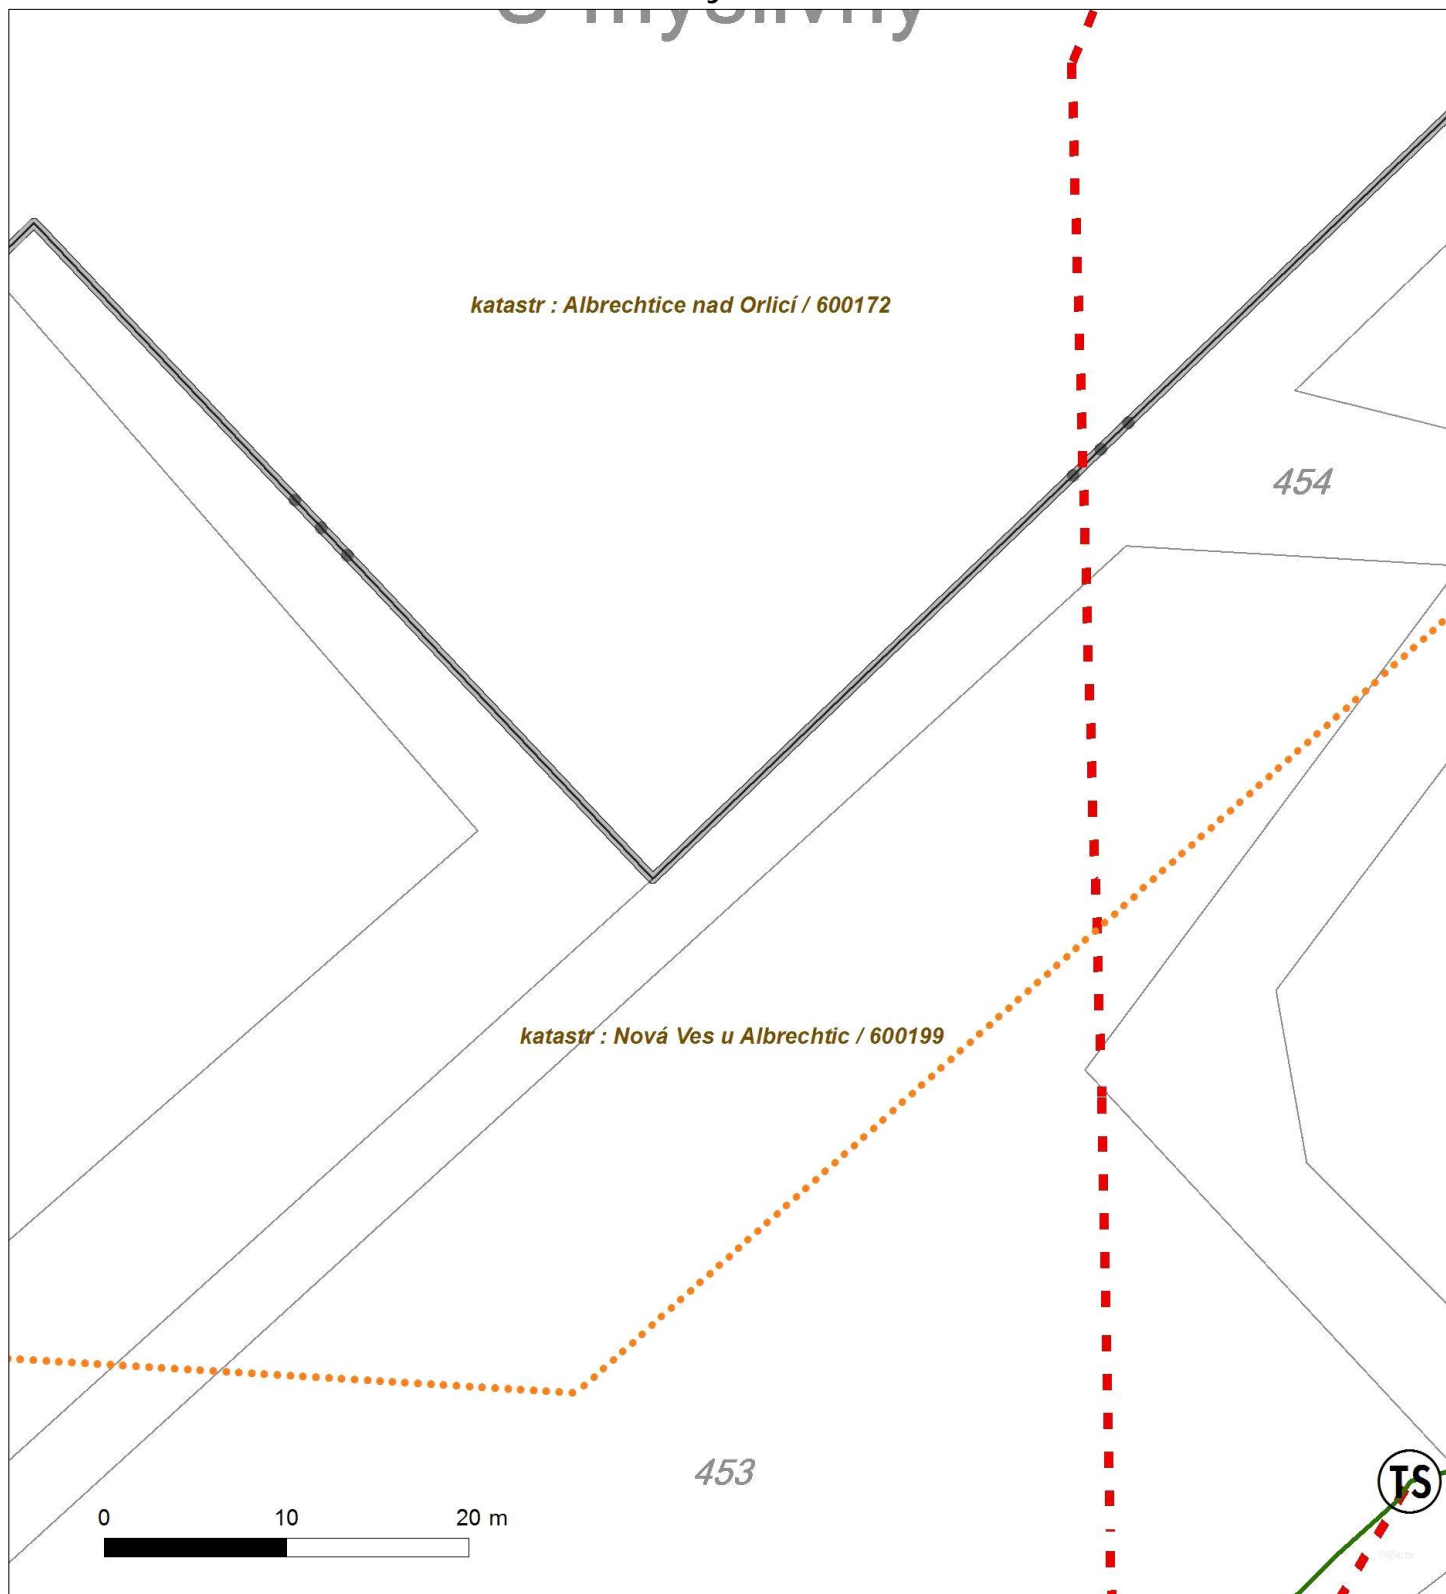 katastr : Albrechtice nad Orlicí / 600172
454
katastr : Nová Ves u Albrechtic / 600199
453
TS
0 10 20 m